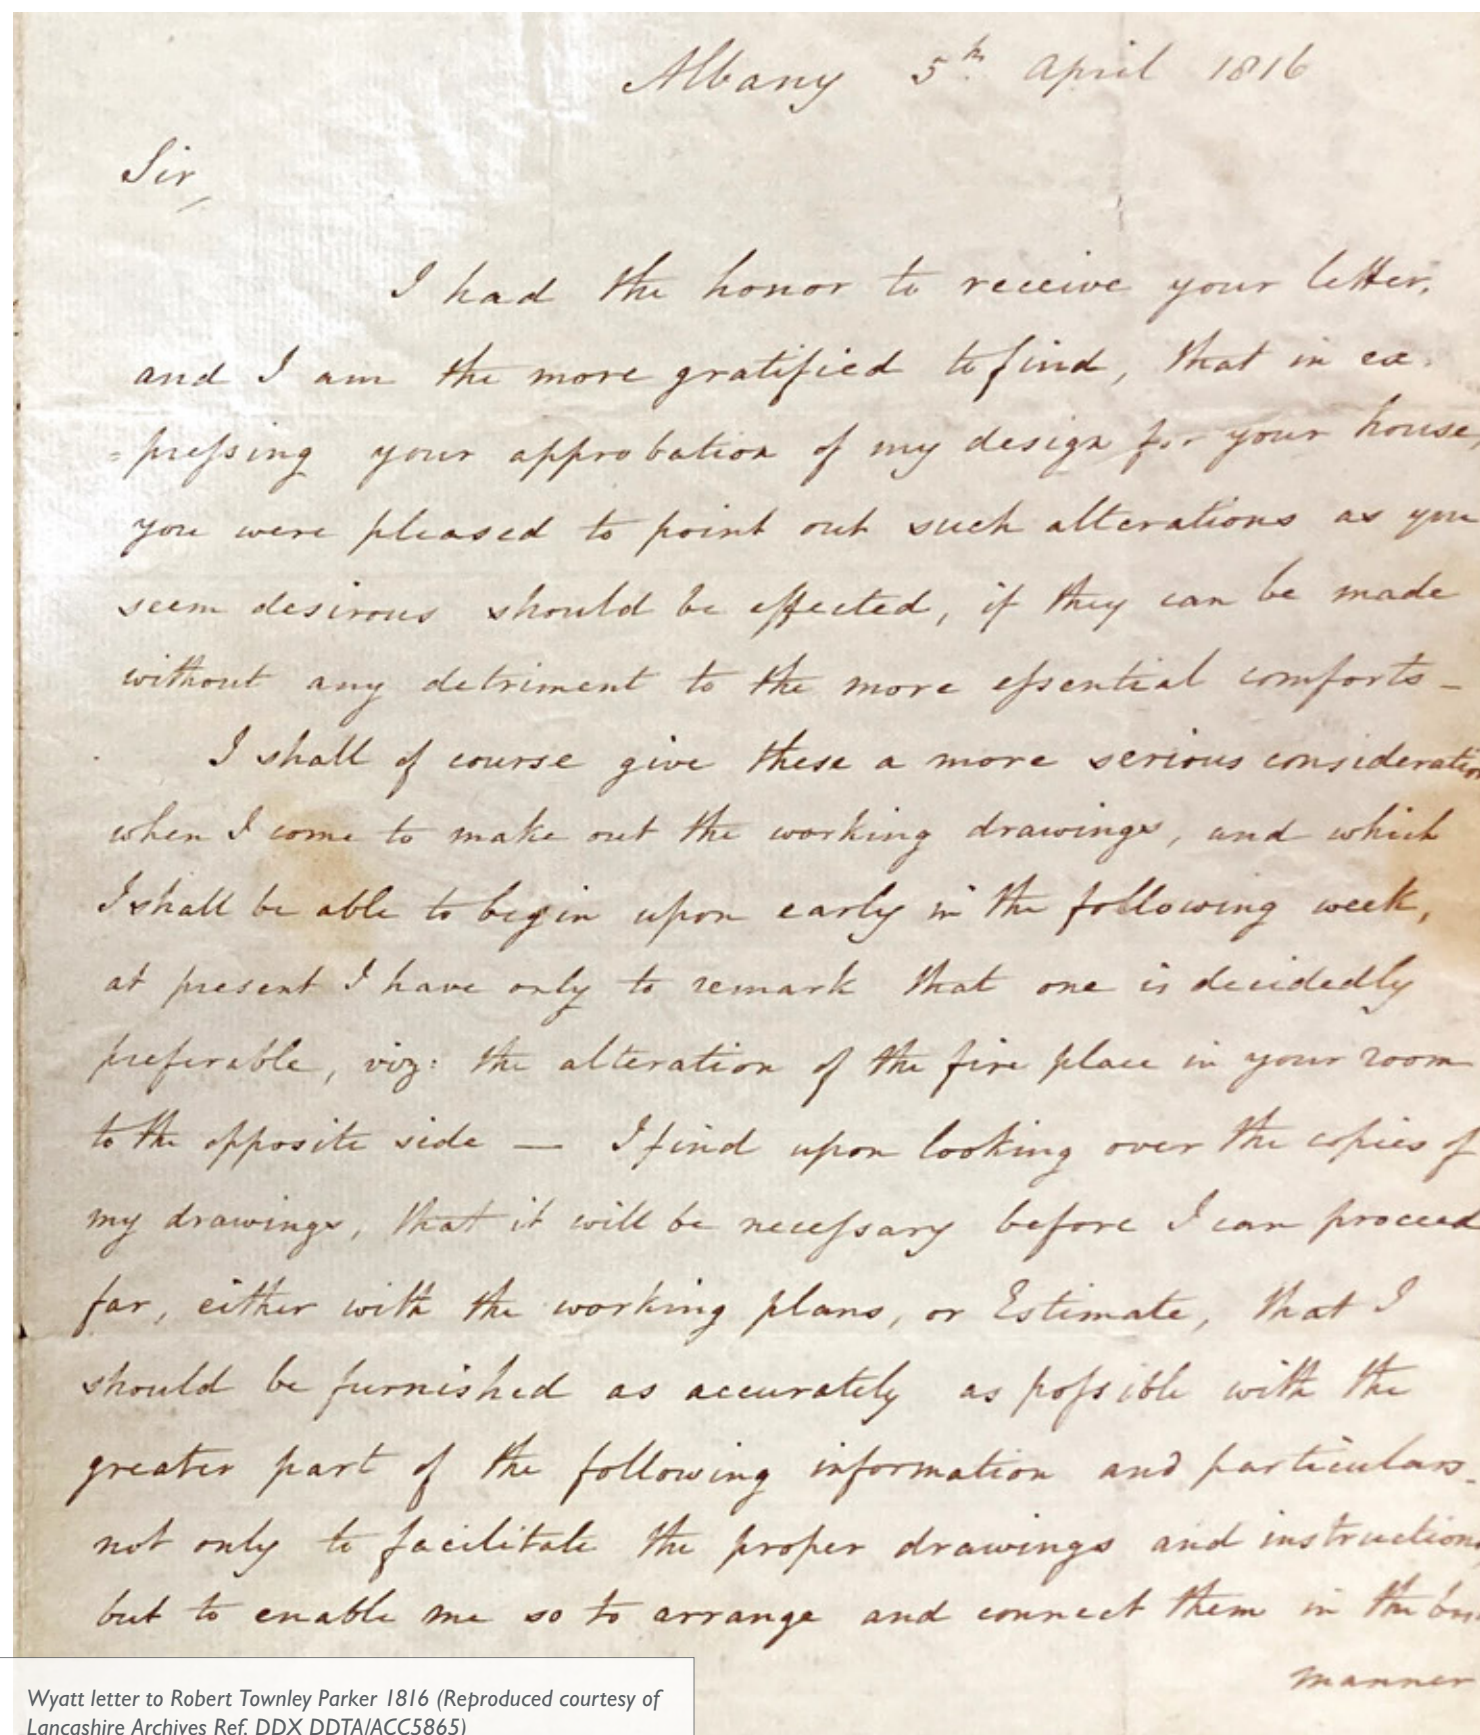 Albany 5th. April 1816
Sir,
I had the honor to receive your letter,
and I am the more gratified to find, that in ex:
=preſsing your approbation of my design for your house,
you were pleased to point out such alterations as you
seem desirous should be effected, if they can be made
without any detriment to the more eſsential comforts –
I shall of course give these a more serious consideration
when I come to make out the working drawings, and which
I shall be able to begin upon early in the following week,
at present I have only to remark that one is decidedly
preferable, viz: the alteration of the fire place in your room
to the opposite side — I find upon looking over the copies of
my drawings, that it will be neceſsary before I can proceed
far, either with the working plans, or Estimate, that I
should be furnished as accurately as poſsible with the
greater part of the following information and particulars –
not only to facilitate the proper drawings and instructions
but to enable me so to arrange and connect them in the
manner
Wyatt letter to Robert Townley Parker 1816 (Reproduced courtesy of
Lancashire Archives Ref. DDX DDTA/ACC5865)